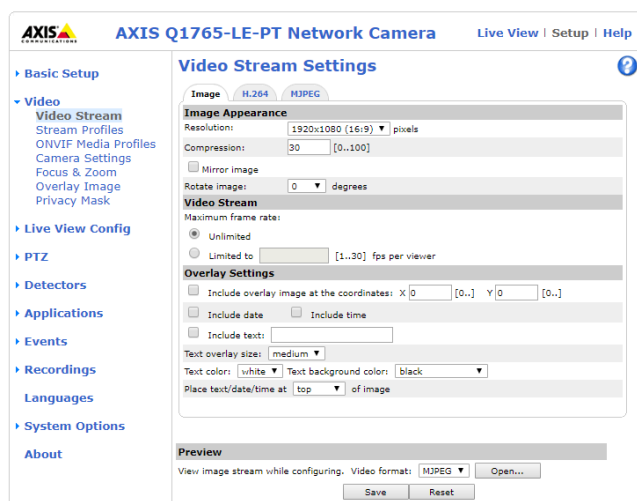 AXIS
COMMUNICATIONS
AXIS Q1765-LE-PT Network Camera
Live View | Setup | Help
Basic Setup
Video
Video Stream
Stream Profiles
ONVIF Media Profiles
Camera Settings
Focus & Zoom
Overlay Image
Privacy Mask
Live View Config
PTZ
Detectors
Applications
Events
Recordings
Languages
System Options
About
Video Stream Settings
?
Image H.264 MJPEG
Image Appearance
Resolution: 1920x1080 (16:9) pixels
Compression: 30 [0..100]
Mirror image
Rotate image: 0 degrees
Video Stream
Maximum frame rate:
Unlimited
Limited to [1..30] fps per viewer
Overlay Settings
Include overlay image at the coordinates: X 0 [0..] Y 0 [0..]
Include date Include time
Include text:
Text overlay size: medium
Text color: white Text background color: black
Place text/date/time at top of image
Preview
View image stream while configuring. Video format: MJPEG Open...
Save Reset